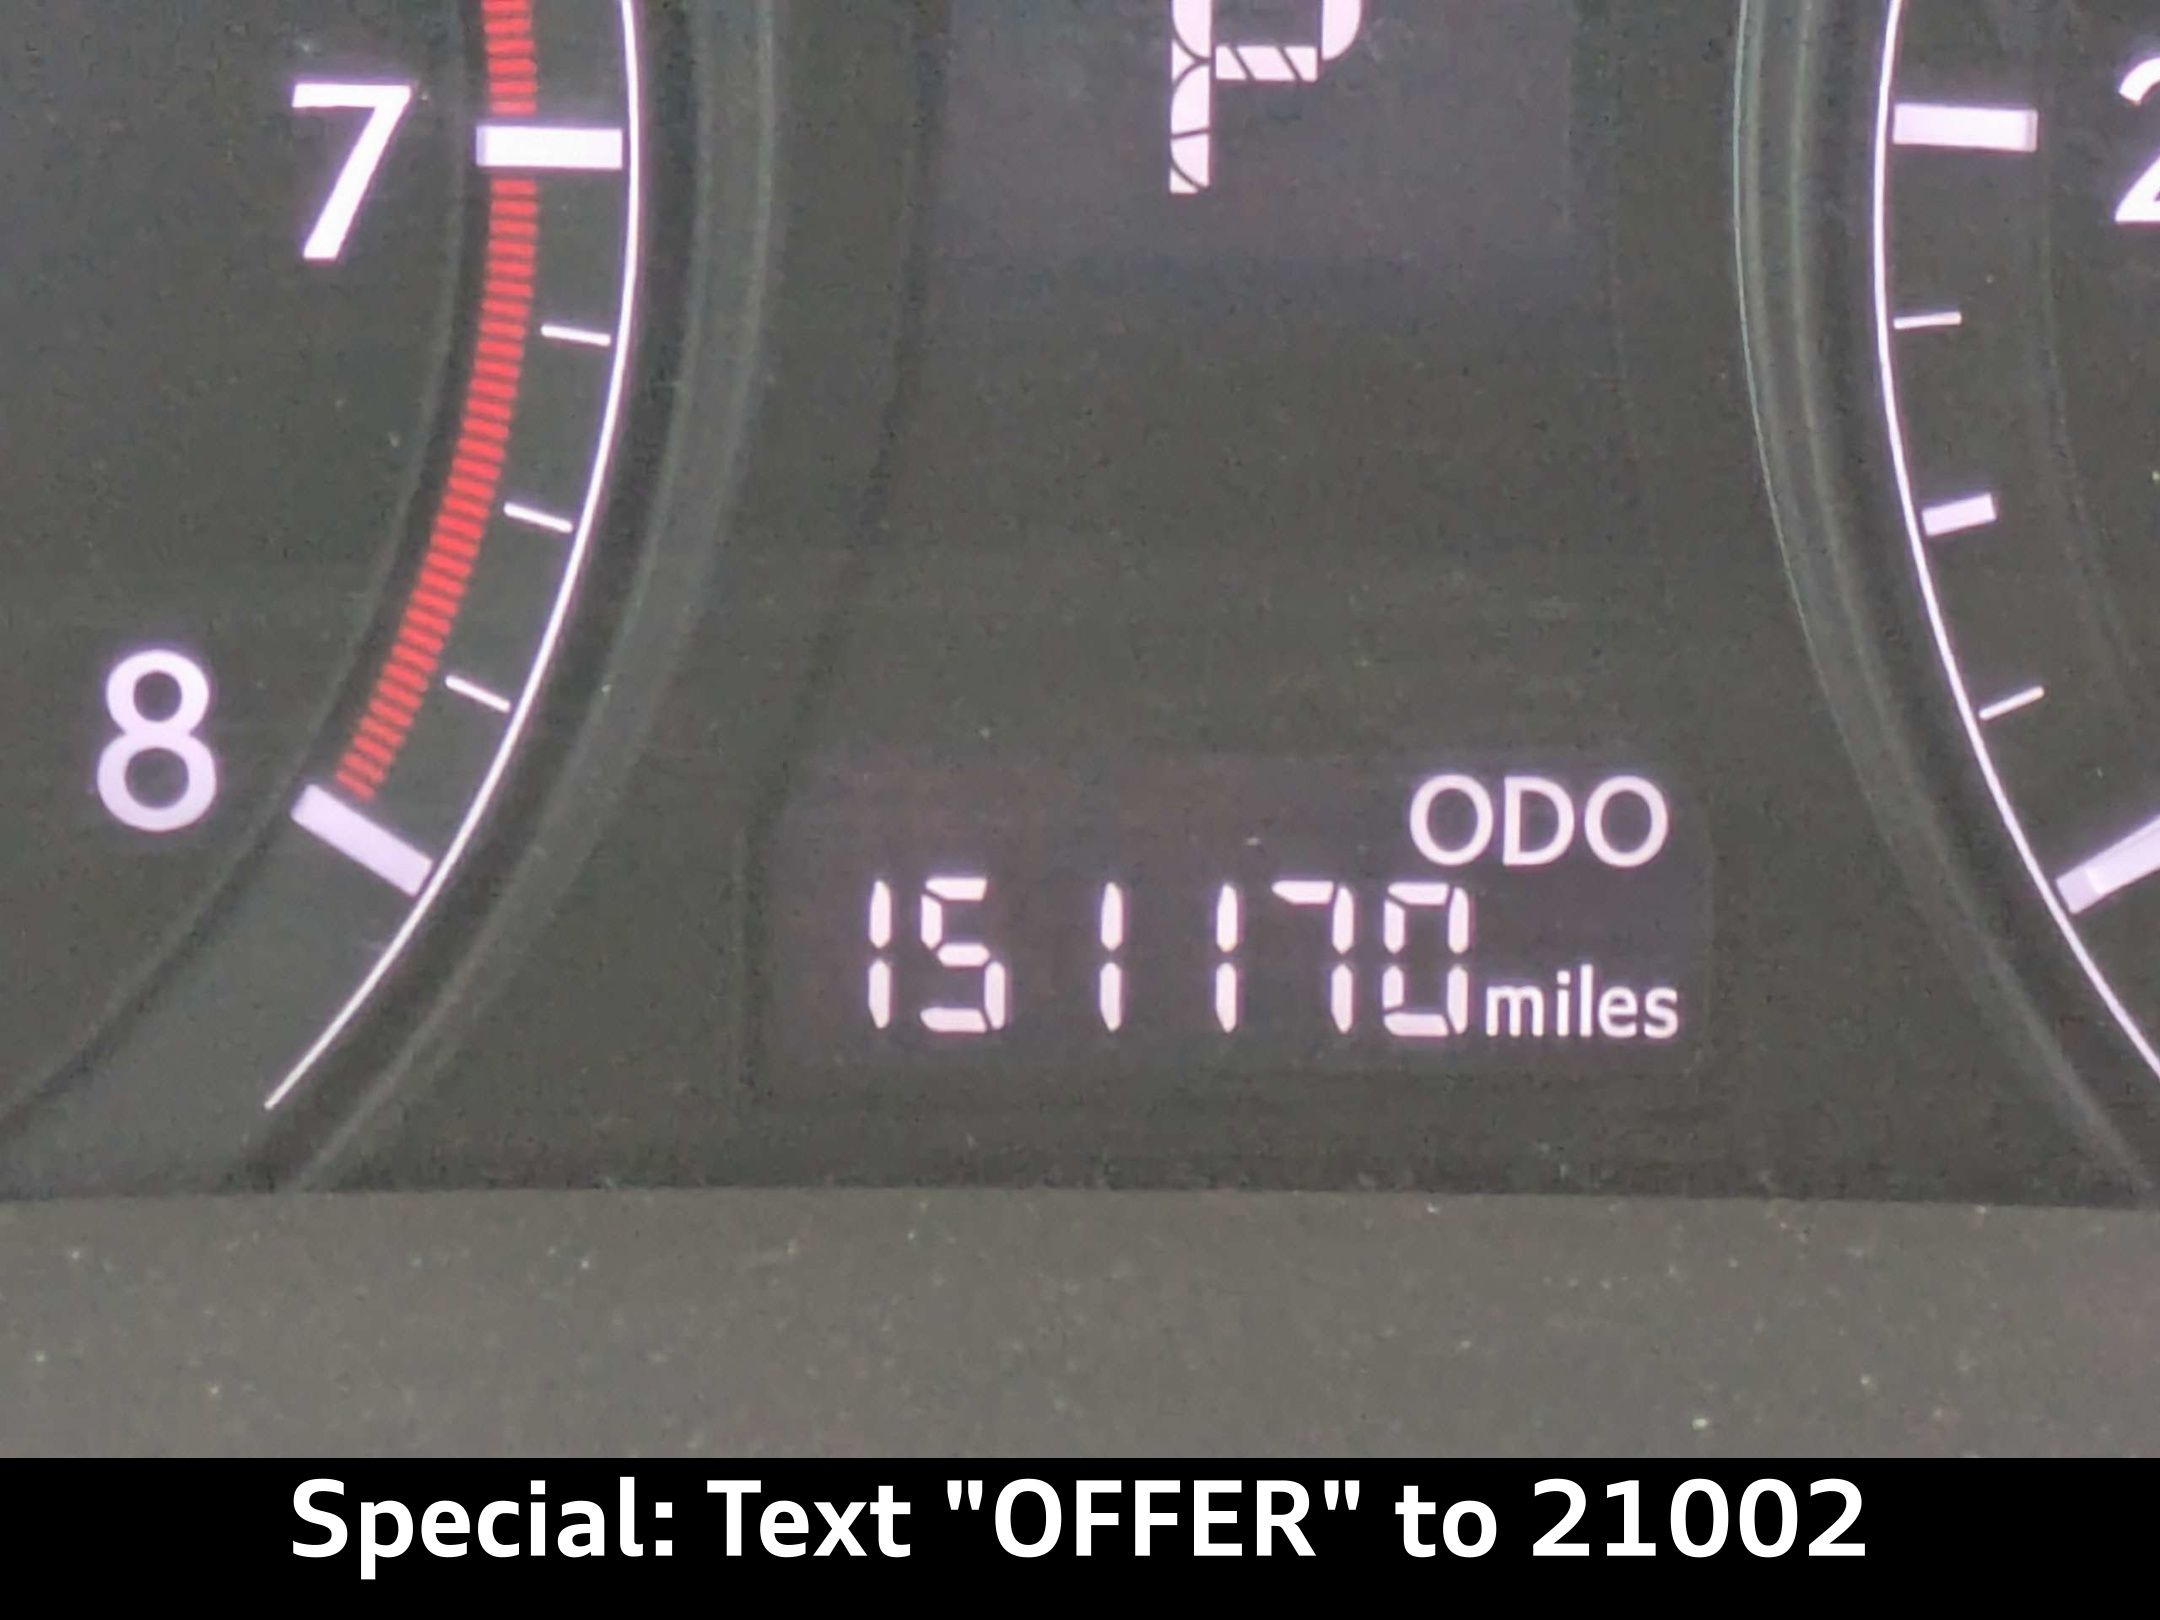 P
7
2
8
ODO
151170 miles
Special: Text "OFFER" to 21002